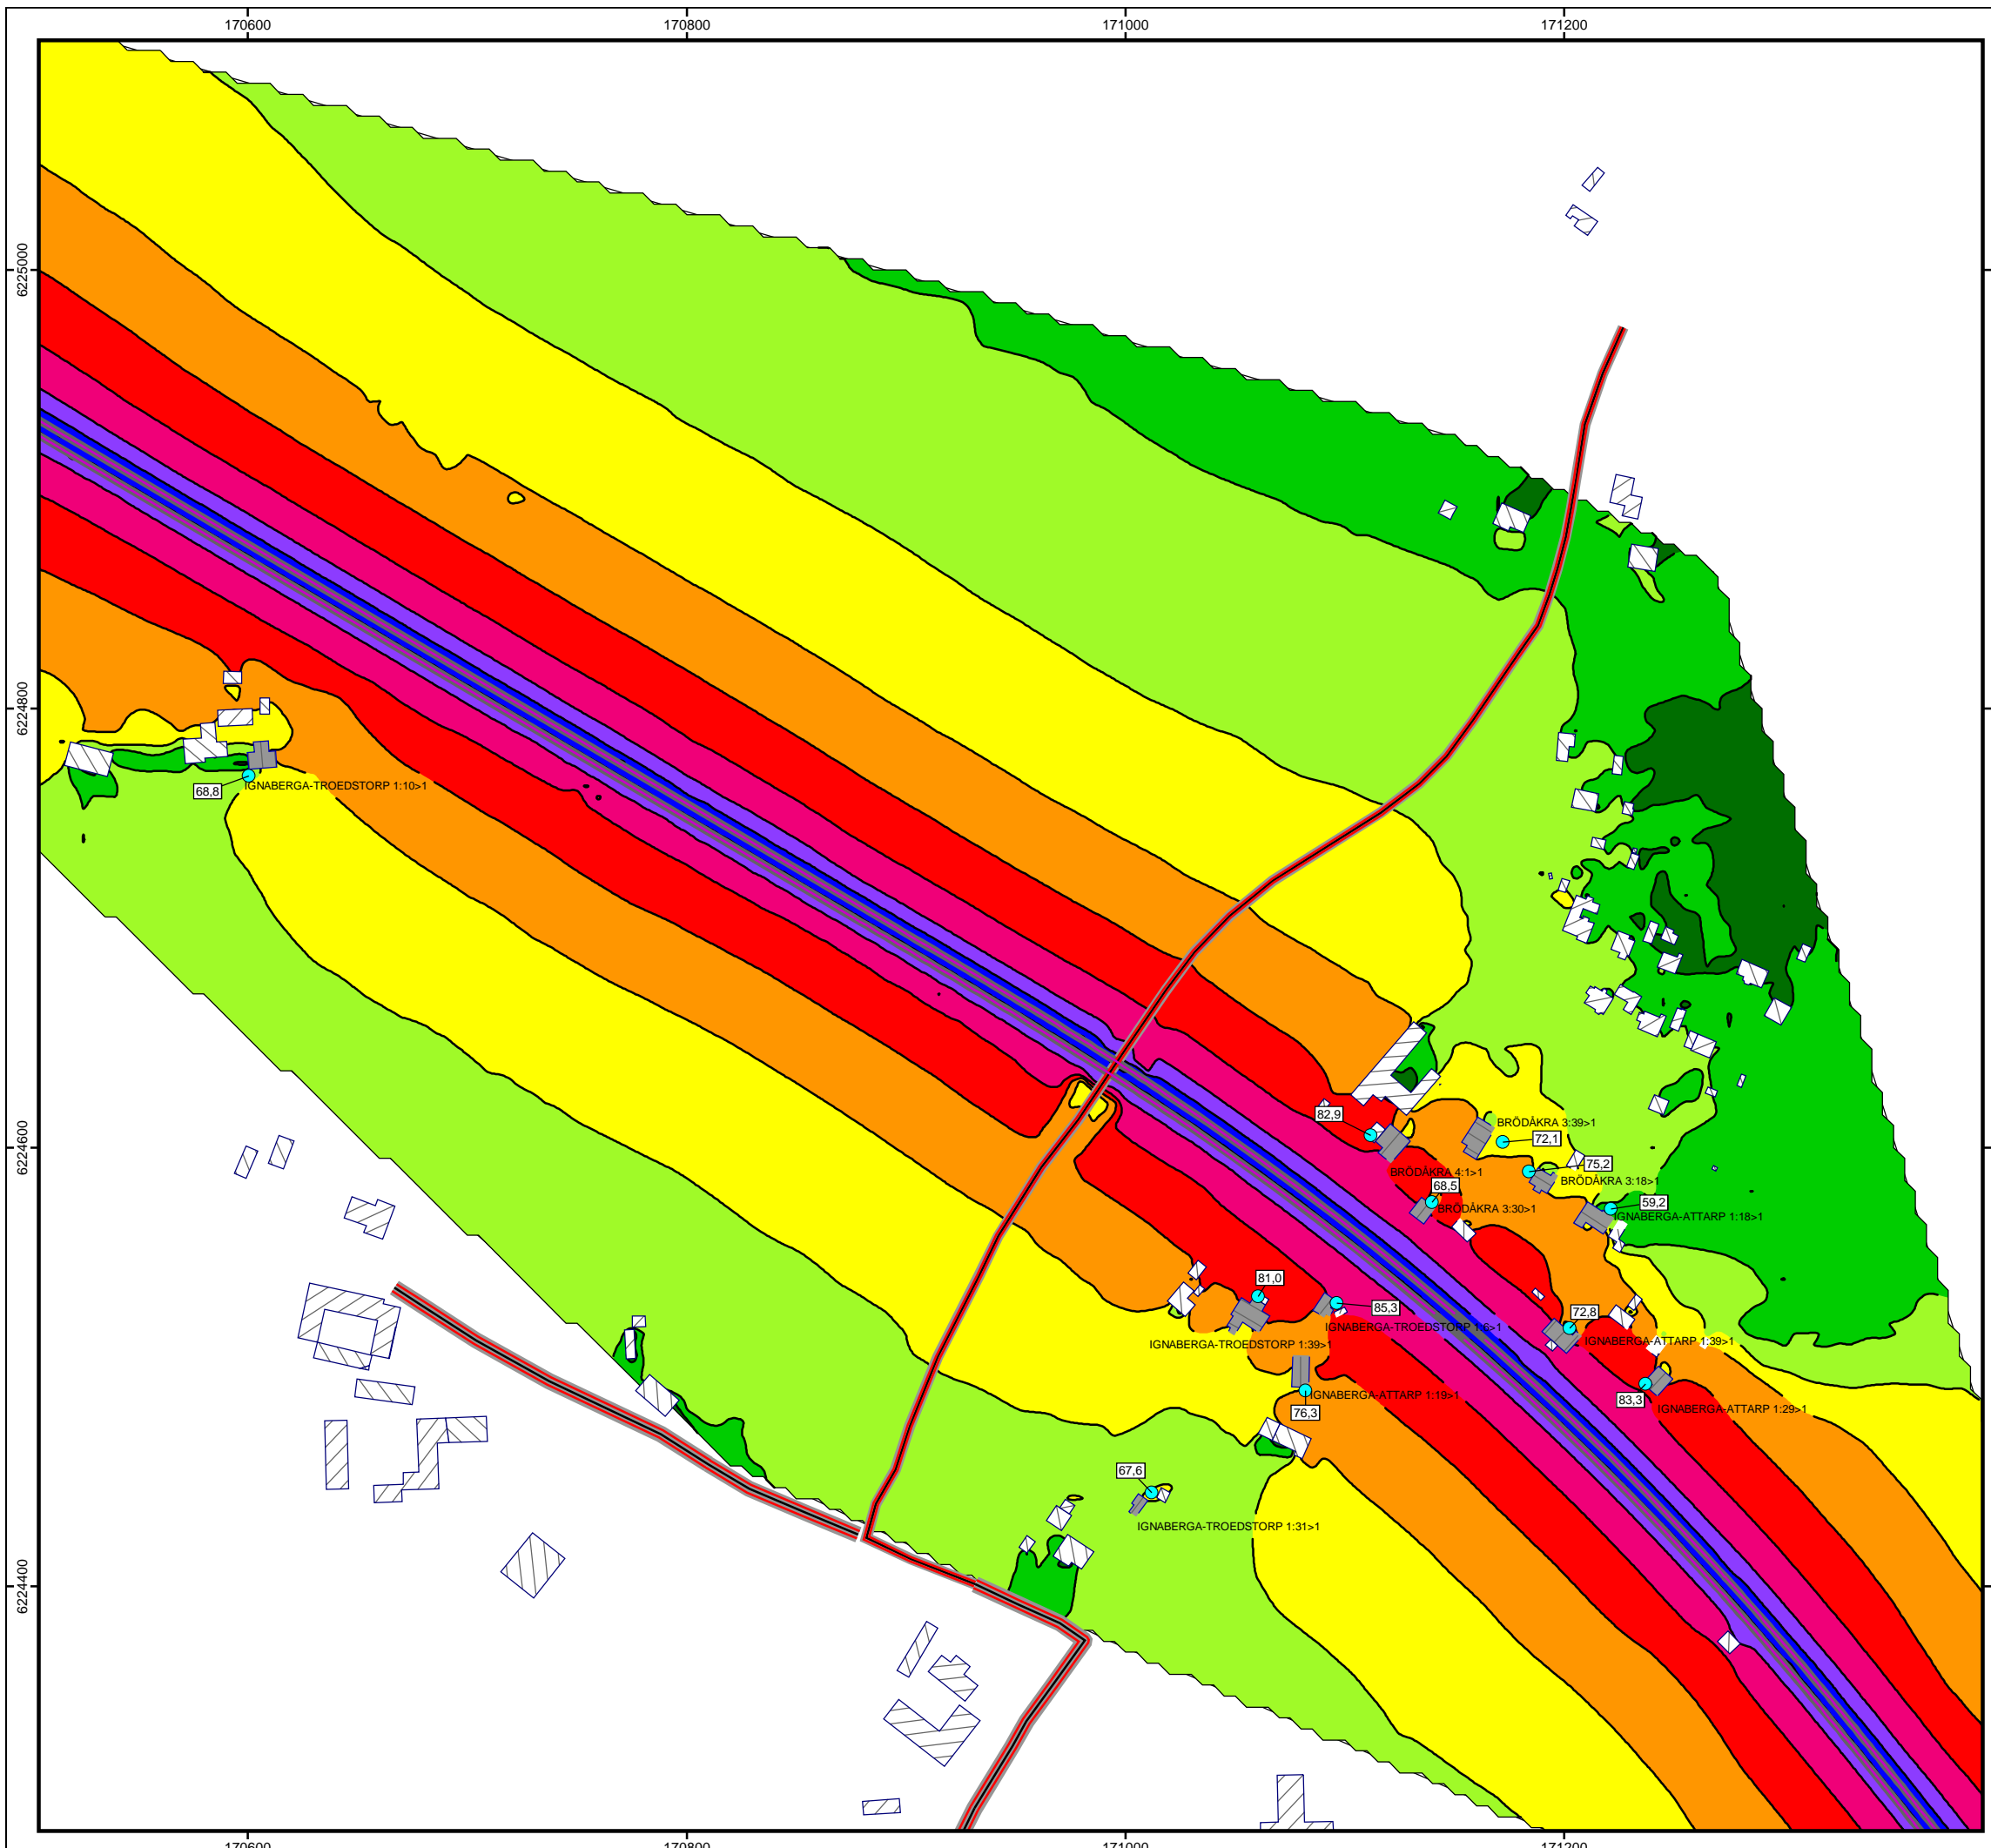 170600
170800
171000
171200
6225000
6224800
IGNABERGA-TROEDSTORP 1:10>1
68,8
6224600
82,9
BRÖDÅKRA 3:39>1
72,1
BRÖDÅKRA 4:1>1
75,2
BRÖDÅKRA 3:18>1
68,5
BRÖDÅKRA 3:30>1
59,2
IGNABERGA-ATTARP 1:18>1
81,0
85,3
IGNABERGA-TROEDSTORP 1:6>1
72,8
IGNABERGA-TROEDSTORP 1:39>1
IGNABERGA-ATTARP 1:39>1
IGNABERGA-ATTARP 1:19>1
83,3
76,3
IGNABERGA-ATTARP 1:29>1
67,6
IGNABERGA-TROEDSTORP 1:31>1
6224400
170600
170800
171000
171200